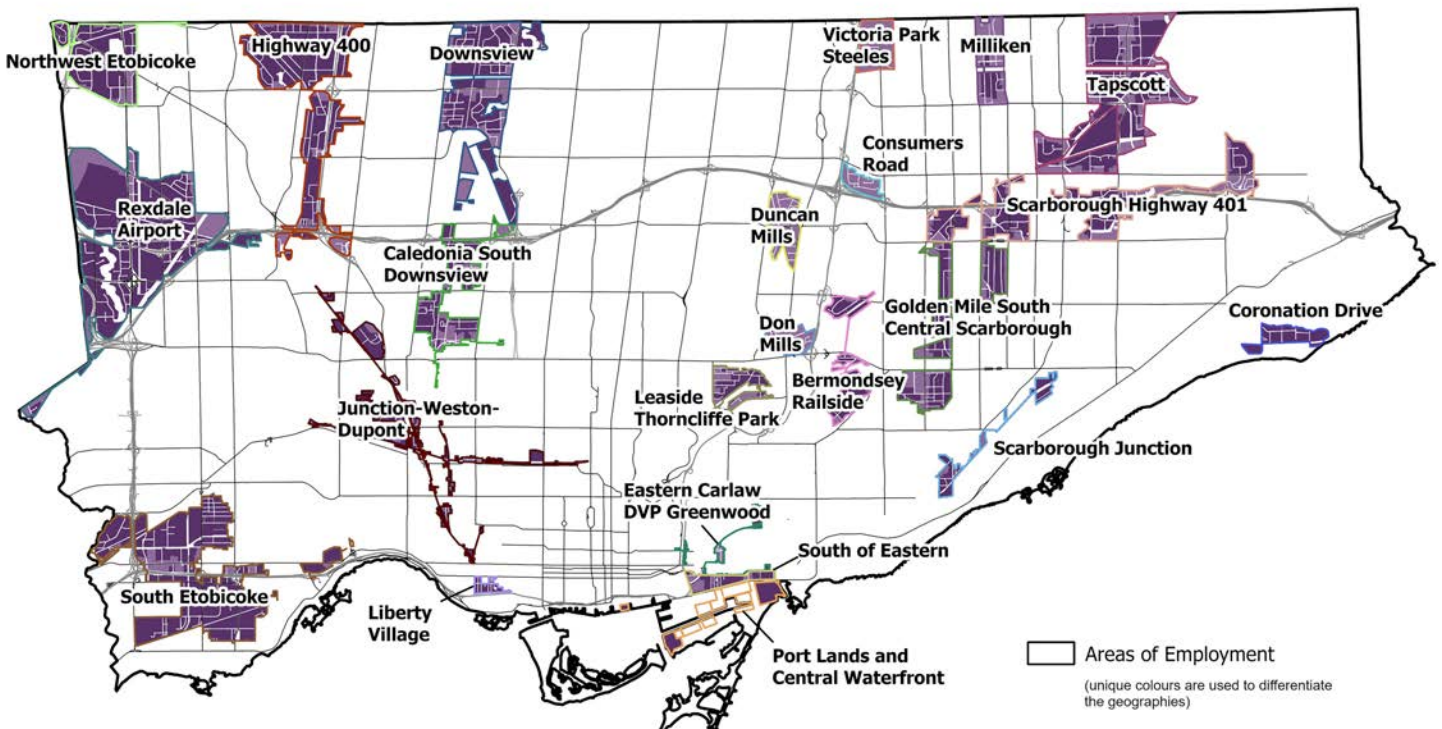 Northwest Etobicoke
Highway 400
Downsview
Victoria Park
Steeles
Milliken
Tapscott
Consumers
Road
Rexdale
Airport
Duncan
Mills
Scarborough Highway 401
Caledonia South
Downsview
Golden Mile South
Central Scarborough
Coronation Drive
Don
Mills
Bermondsey
Railside
Leaside
Thorncliffe Park
Junction-Weston-
Dupont
Scarborough Junction
Eastern Carlaw
DVP Greenwood
South of Eastern
South Etobicoke
Liberty
Village
Port Lands and
Central Waterfront
Areas of Employment
(unique colours are used to differentiate
the geographies)